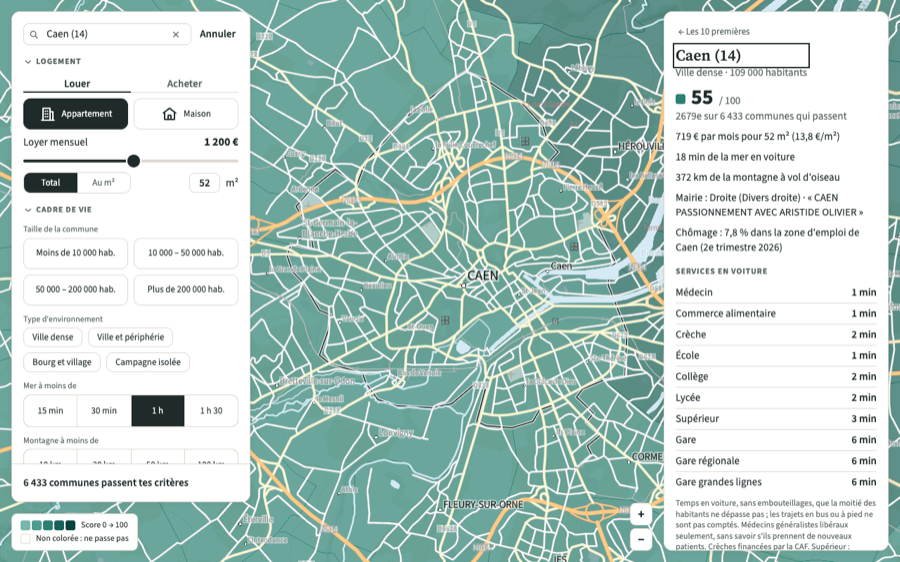 Caen (14)
Annuler
LOGEMENT
Louer
Acheter
Appartement
Maison
Loyer mensuel
1 200 €
Total
Au m²
52
m²
CADRE DE VIE
Taille de la commune
Moins de 10 000 hab.
10 000 – 50 000 hab.
50 000 – 200 000 hab.
Plus de 200 000 hab.
Type d'environnement
Ville dense
Ville et périphérie
Bourg et village
Campagne isolée
Mer à moins de
15 min
30 min
1 h
1 h 30
Montagne à moins de
6 433 communes passent tes critères
Score 0 → 100
Non colorée : ne passe pas
HÉROUVIL
CAEN
Caen
Louvigny
CORME
FLEURY-SUR-ORNE
IFS
+
−
← Les 10 premières
Caen (14)
Ville dense · 109 000 habitants
55 / 100
2679e sur 6 433 communes qui passent
719 € par mois pour 52 m² (13,8 €/m²)
18 min de la mer en voiture
372 km de la montagne à vol d'oiseau
Mairie : Droite (Divers droite) · « CAEN
PASSIONNEMENT AVEC ARISTIDE OLIVIER »
Chômage : 7,8 % dans la zone d'emploi de
Caen (2e trimestre 2026)
SERVICES EN VOITURE
Médecin 1 min
Commerce alimentaire 1 min
Crèche 2 min
École 1 min
Collège 2 min
Lycée 2 min
Supérieur 3 min
Gare 6 min
Gare régionale 6 min
Gare grandes lignes 6 min
Temps en voiture, sans embouteillages, que la moitié des
habitants ne dépasse pas ; les trajets en bus ou à pied ne
sont pas comptés. Médecins généralistes libéraux
seulement, sans savoir s'ils prennent de nouveaux
patients. Crèches financées par la CAF. Supérieur :